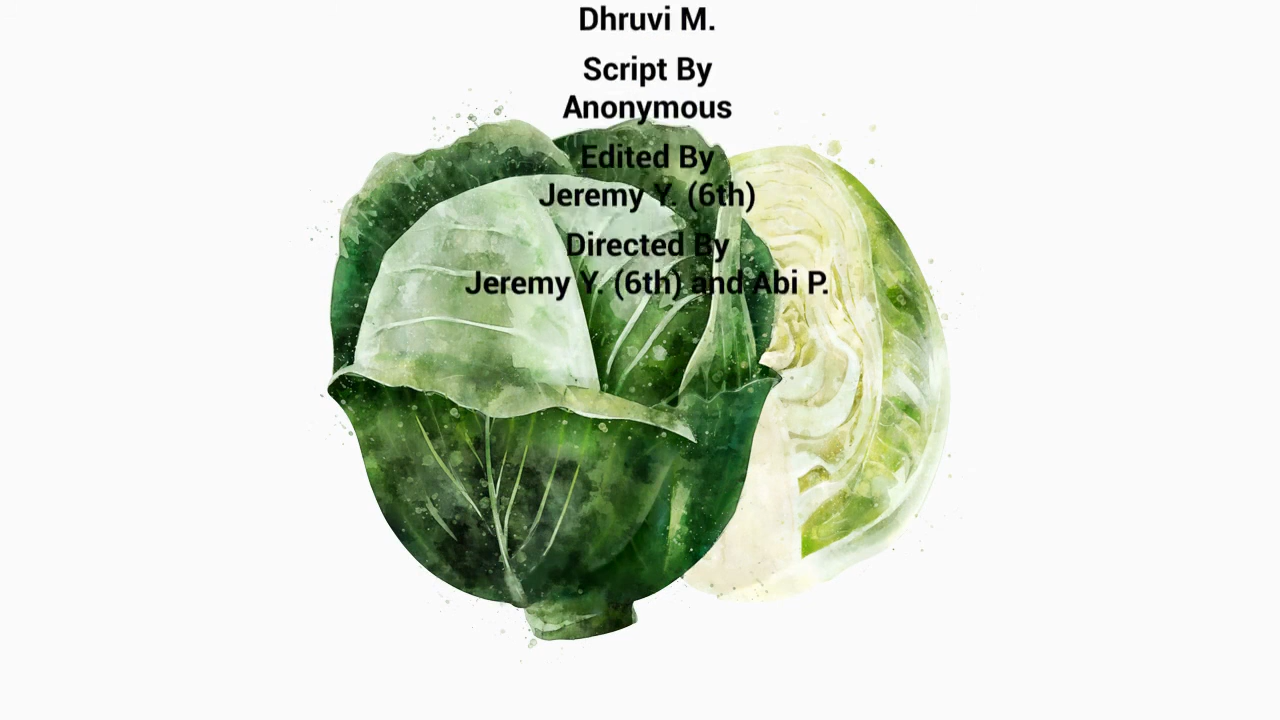 Dhruvi M.
Script By
Anonymous
Edited By
Jeremy Y. (6th)
Directed By
Jeremy Y. (6th) and Abi P.